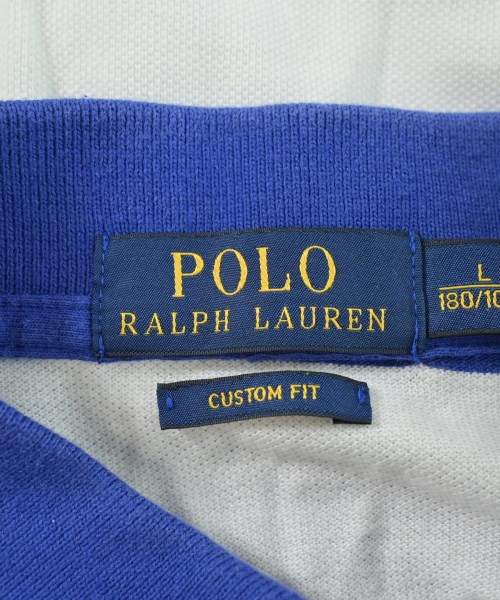 POLO
RALPH LAUREN
L
CUSTOM FIT